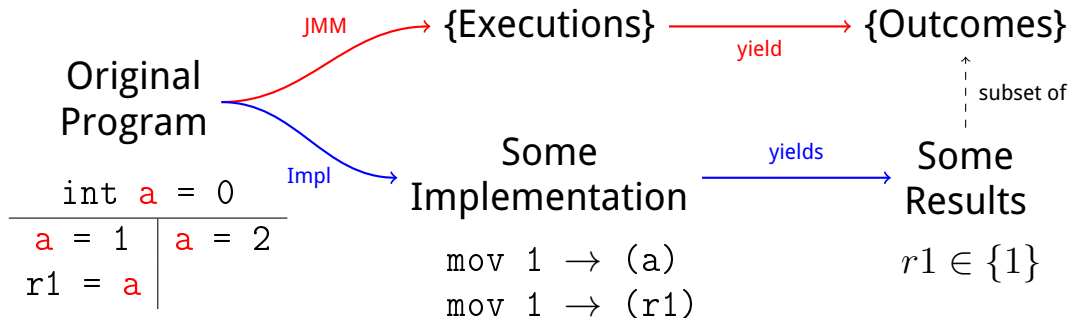 JMM
{Executions}
yield
{Outcomes}
Original
Program
subset of
Impl
Some
Implementation
yields
Some
Results
int a = 0
a = 1 a = 2
r1 = a
mov 1 → (a)
mov 1 → (r1)
r1 ∈ {1}